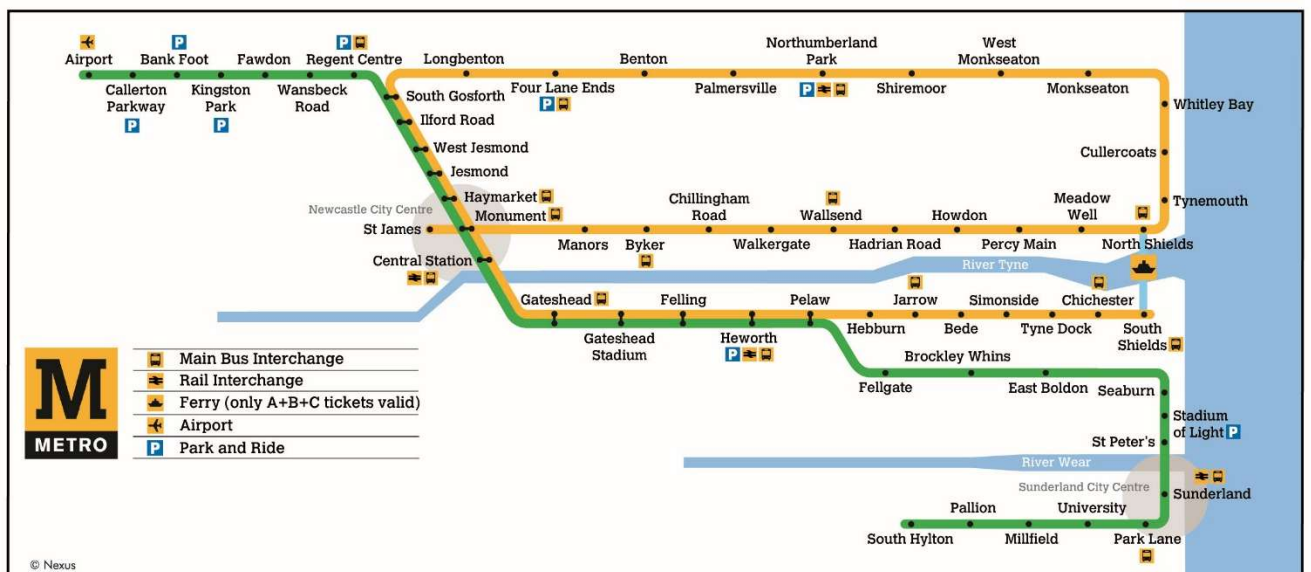 Airport
Bank Foot
Fawdon
Regent Centre
Callerton
Parkway
P
Kingston
Park
P
Wansbeck
Road
P
P
Longbenton
Benton
Northumberland
Park
West
Monkseaton
Four Lane Ends
P
Palmersville
P
Shiremoor
Monkseaton
South Gosforth
Ilford Road
West Jesmond
Jesmond
Haymarket
Monument
Newcastle City Centre
St James
Central Station
Whitley Bay
Cullercoats
Tynemouth
Chillingham
Road
Wallsend
Howdon
Meadow
Well
Manors
Byker
Walkergate
Hadrian Road
Percy Main
North Shields
River Tyne
Gateshead
Felling
Pelaw
Jarrow
Simonside
Chichester
Gateshead
Stadium
Heworth
P
Hebburn
Bede
Tyne Dock
South
Shields
Brockley Whins
Fellgate
East Boldon
Seaburn
Stadium
of Light P
St Peter's
River Wear
Sunderland City Centre
Sunderland
Pallion
University
South Hylton
Millfield
Park Lane
M
METRO
Main Bus Interchange
Rail Interchange
Ferry (only A+B+C tickets valid)
Airport
P Park and Ride
© Nexus